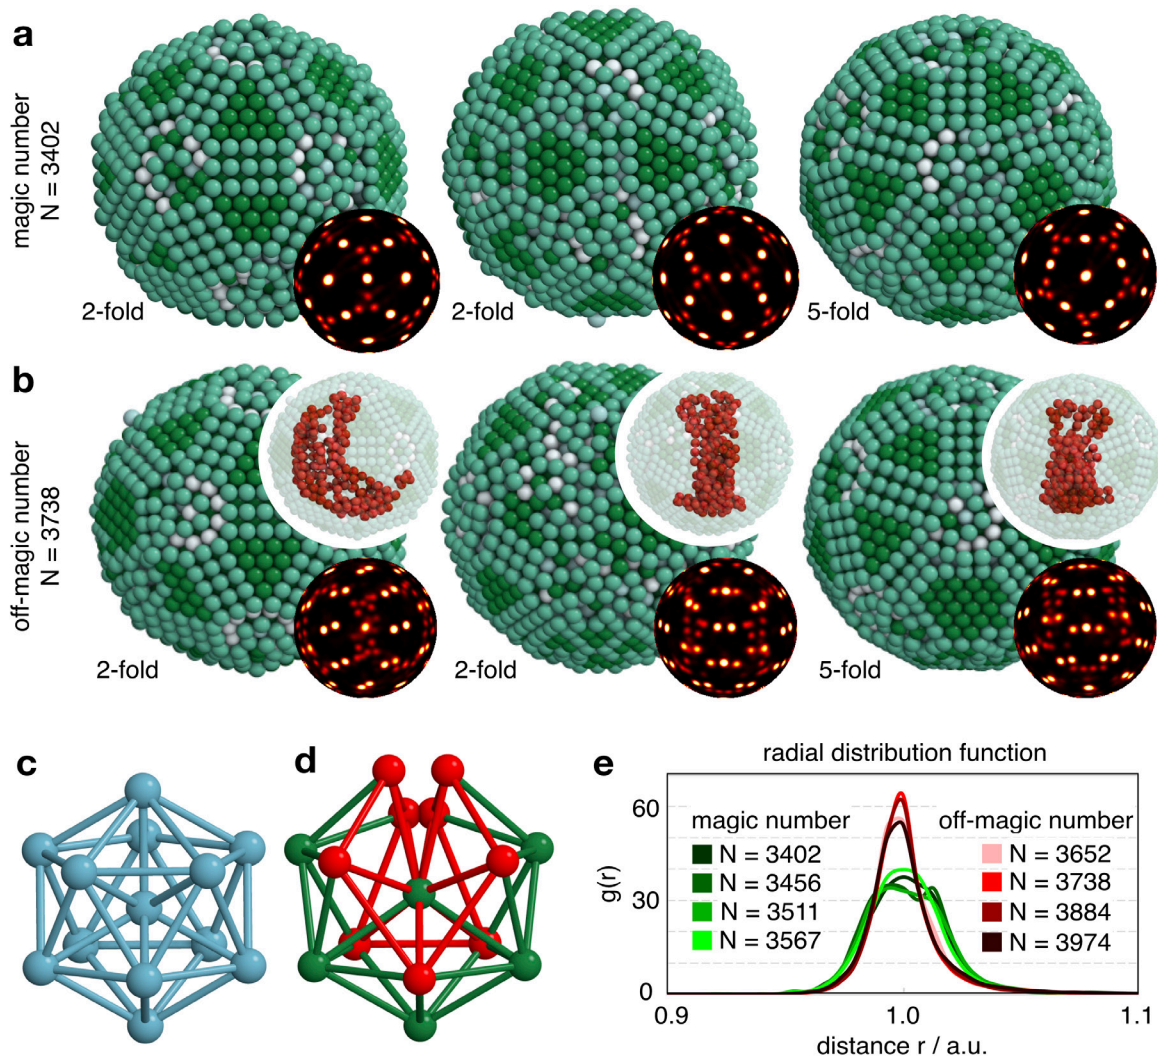 a
magic number
N = 3402
2-fold
2-fold
5-fold
b
off-magic number
N = 3738
2-fold
2-fold
5-fold
c
d
e
radial distribution function
magic number
N = 3402
N = 3456
N = 3511
N = 3567
off-magic number
N = 3652
N = 3738
N = 3884
N = 3974
g(r)
60
30
0
0.9
1.0
1.1
distance r / a.u.